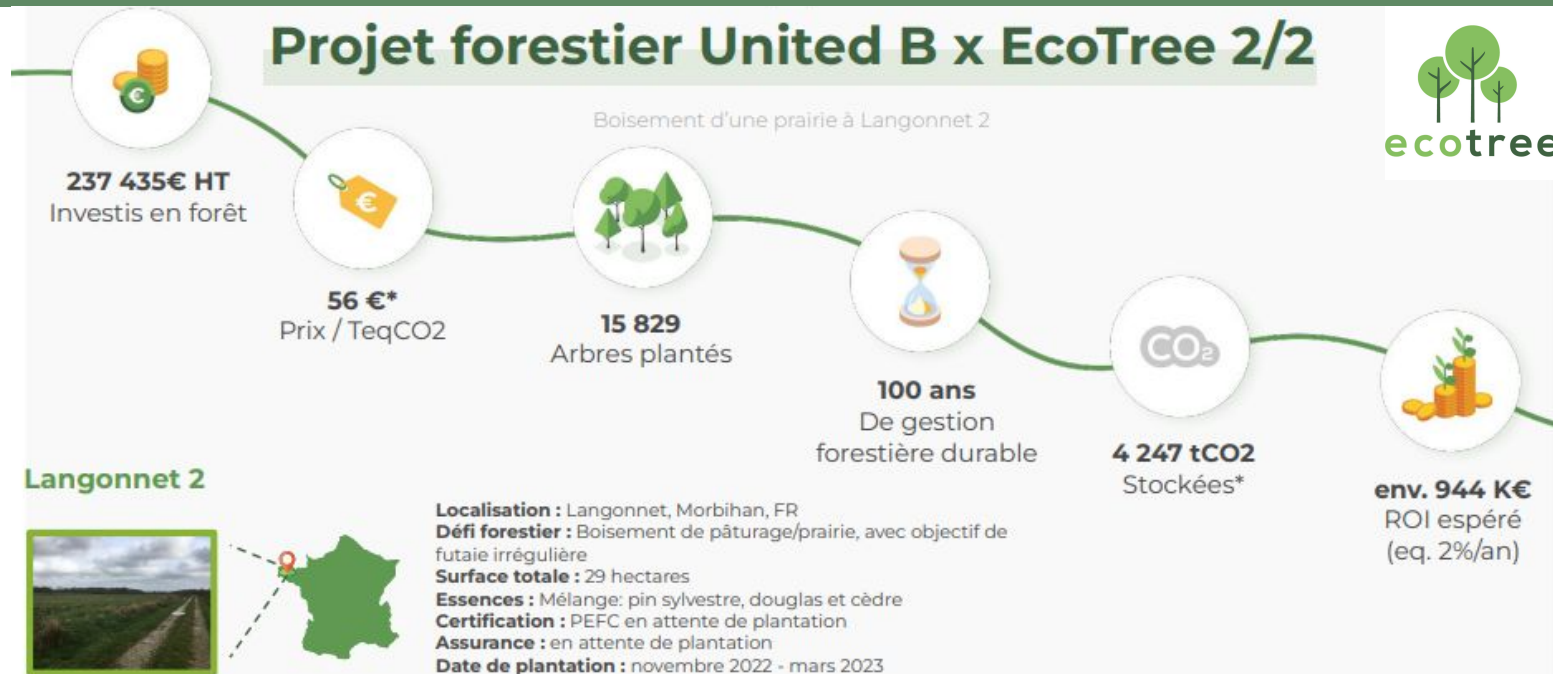 Projet forestier United B x EcoTree 2/2
Boisement d'une prairie à Langonnet 2
ecotree
237 435€ HT
Investis en forêt
56 €*
Prix / TeqCO2
15 829
Arbres plantés
100 ans
De gestion
forestière durable
CO2
4 247 tCO2
Stockées*
env. 944 K€
ROI espéré
(eq. 2%/an)
Langonnet 2
Localisation : Langonnet, Morbihan, FR
Défi forestier : Boisement de pâturage/prairie, avec objectif de
futaie irrégulière
Surface totale : 29 hectares
Essences : Mélange: pin sylvestre, douglas et cèdre
Certification : PEFC en attente de plantation
Assurance : en attente de plantation
Date de plantation : novembre 2022 - mars 2023